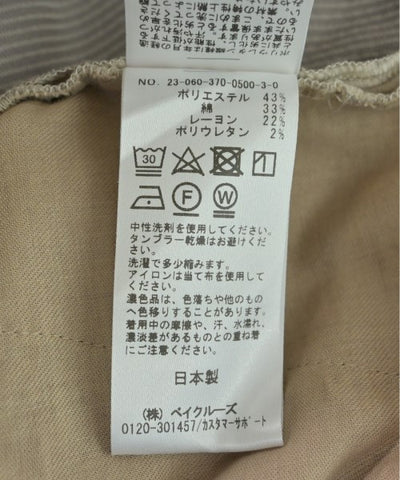 NO. 23-060-370-0500-3-0
ポリエステル 43%
綿 33%
レーヨン 22%
ポリウレタン 2%
30
F W
中性洗剤を使用してください。
タンブラー乾燥はお避けくだ
さい。
洗濯で多少縮みます。
アイロンは当て布を使用して
ください。
濃色品は、色落ちや他のもの
へ色移りすることがあります。
着用中の摩擦や、汗、水濡れ、
濃淡差があるものとの重ね着
にご注意ください。
日本製
(株) ベイクルーズ
0120-301457/カスタマーサポート